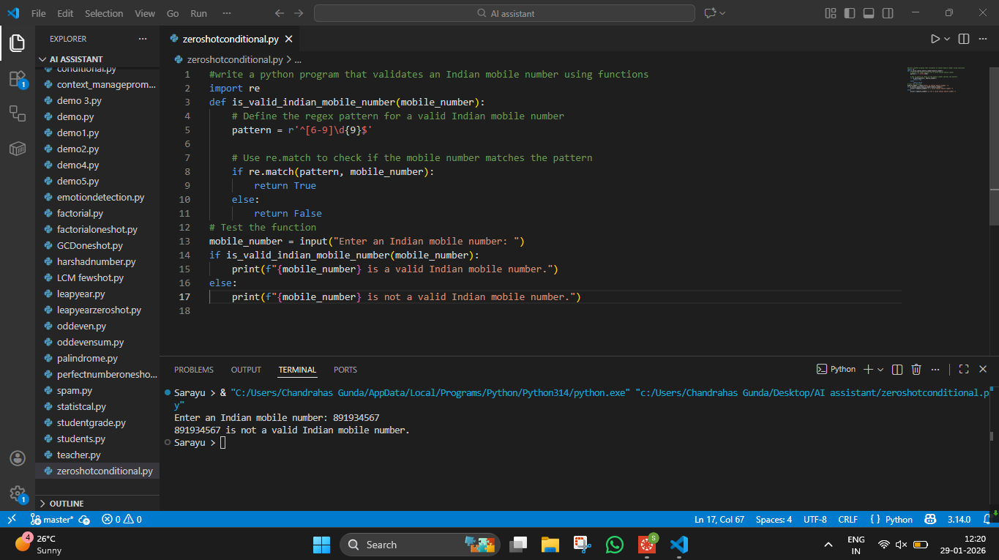 File Edit Selection View Go Run ··· AI assistant
EXPLORER ···
AI ASSISTANT
conditional.py
context_manageprom...
demo 3.py
demo.py
demo1.py
demo2.py
demo4.py
demo5.py
emotiondetection.py
factorial.py
factorialoneshot.py
GCDoneshot.py
harshadnumber.py
LCM fewshot.py
leapyear.py
leapyearzeroshot.py
oddeven.py
oddevensum.py
palindrome.py
perfectnumberonesho...
spam.py
statistcal.py
studentgrade.py
students.py
teacher.py
zeroshotconditional.py
OUTLINE
1
1
zeroshotconditional.py
zeroshotconditional.py > ...
1 #write a python program that validates an Indian mobile number using functions
2 import re
3 def is_valid_indian_mobile_number(mobile_number):
4     # Define the regex pattern for a valid Indian mobile number
5     pattern = r'^[6-9]\d{9}$'
6
7     # Use re.match to check if the mobile number matches the pattern
8     if re.match(pattern, mobile_number):
9         return True
10     else:
11         return False
12 # Test the function
13 mobile_number = input("Enter an Indian mobile number: ")
14 if is_valid_indian_mobile_number(mobile_number):
15     print(f"{mobile_number} is a valid Indian mobile number.")
16 else:
17     print(f"{mobile_number} is not a valid Indian mobile number.")
18
PROBLEMS OUTPUT TERMINAL PORTS Python
Sarayu > & "C:/Users/Chandrahas Gunda/AppData/Local/Programs/Python/Python314/python.exe" "c:/Users/Chandrahas Gunda/Desktop/AI assistant/zeroshotconditional.p
y"
Enter an Indian mobile number: 891934567
891934567 is not a valid Indian mobile number.
Sarayu >
master* 0 0 Ln 17, Col 67 Spaces: 4 UTF-8 CRLF { } Python 3.14.0
4 26°C
Sunny
Search
S
ENG
IN
12:20
29-01-2026